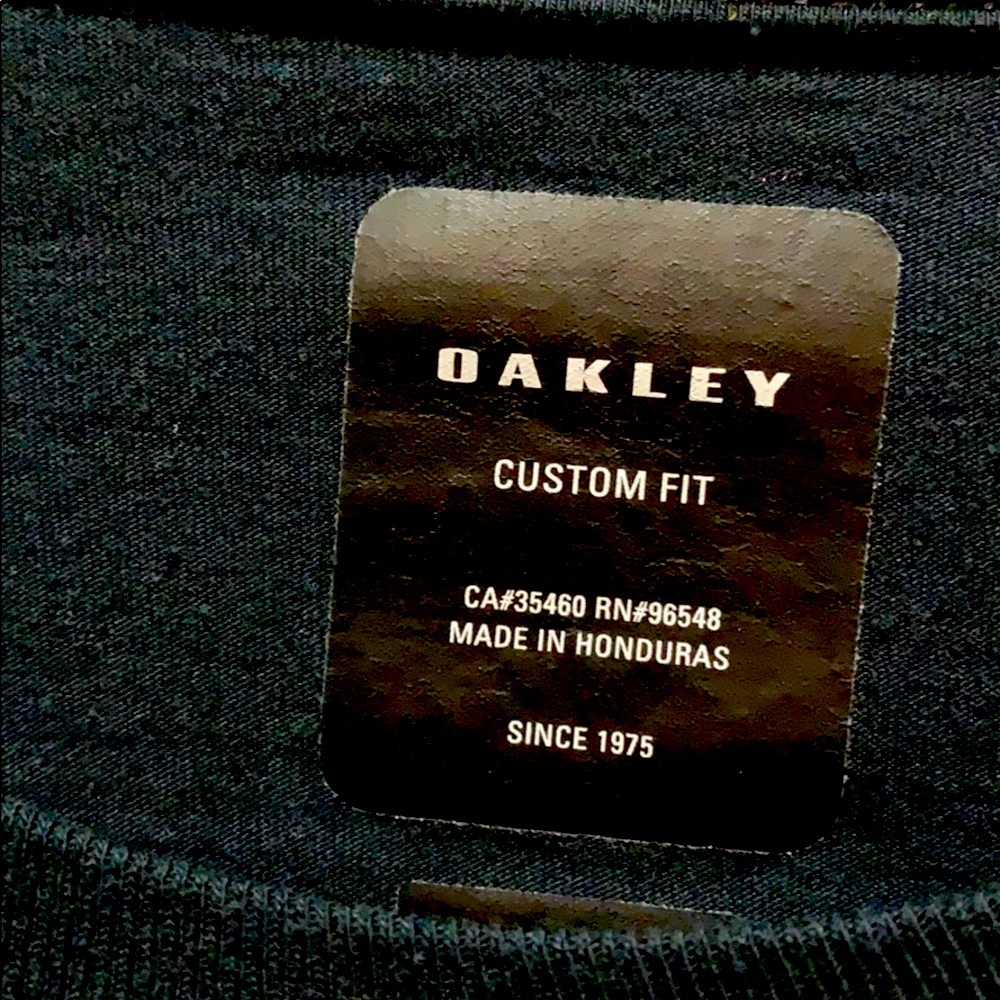 OAKLEY
CUSTOM FIT
CA#35460 RN#96548
MADE IN HONDURAS
SINCE 1975